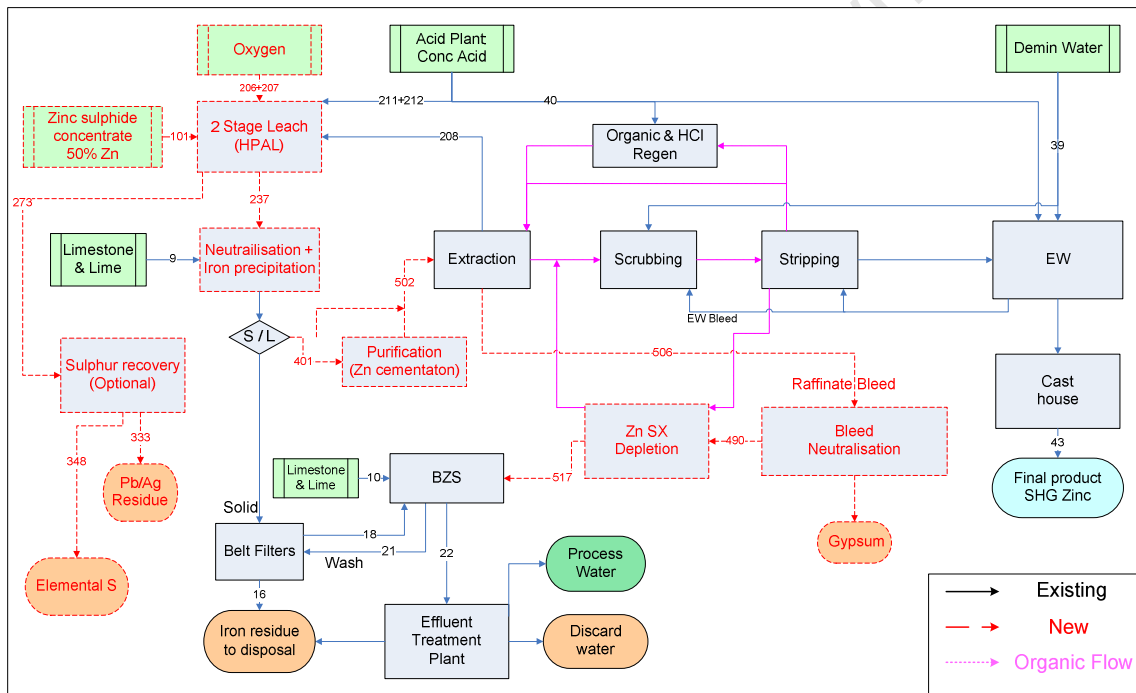 Oxygen
Acid Plant:
Conc Acid
Demin Water
206+207
211+212
40
Zinc sulphide
concentrate
50% Zn
101
2 Stage Leach
(HPAL)
208
Organic & HCl
Regen
39
273
237
Limestone
& Lime
9
Neutrailisation +
Iron precipitation
Extraction
Scrubbing
Stripping
EW
502
EW Bleed
S / L
401
Purification
(Zn cementaton)
506
Sulphur recovery
(Optional)
Raffinate Bleed
Cast
house
Zn SX
Depletion
490
Bleed
Neutralisation
333
348
43
Pb/Ag
Residue
Limestone
& Lime
10
BZS
517
Final product
SHG Zinc
Solid
Belt Filters
18
21
Wash
22
Gypsum
Elemental S
Process
Water
16
Iron residue
to disposal
Effluent
Treatment
Plant
Discard
water
Existing
New
Organic Flow